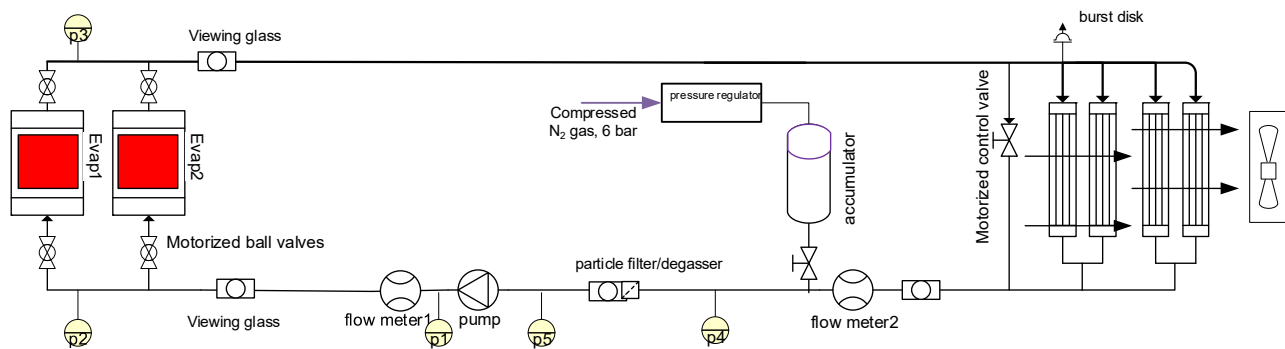 burst disk
p3
Viewing glass
pressure regulator
Compressed
N₂ gas, 6 bar
Motorized control valve
Evap1
Evap2
accumulator
Motorized ball valves
particle filter/degasser
Viewing glass
flow meter1
pump
flow meter2
p2
p1
p5
p4